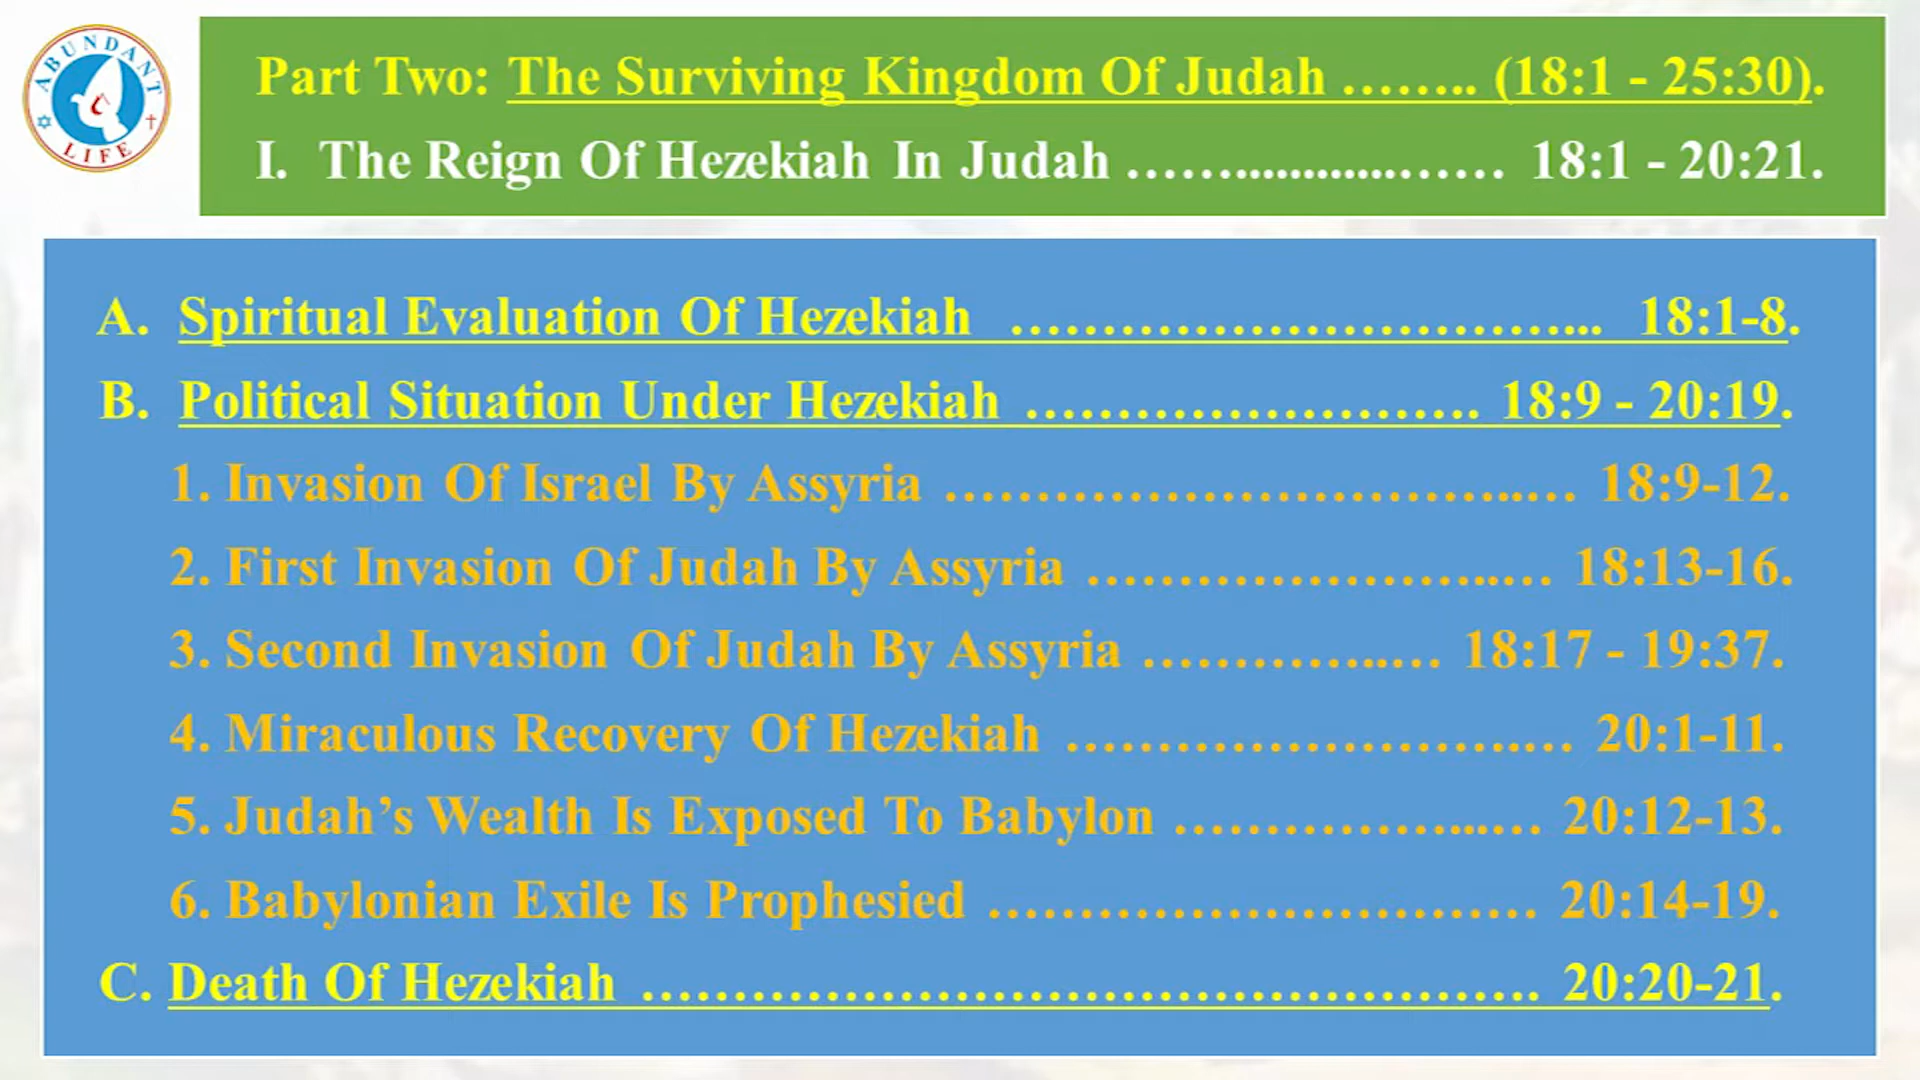 ABUNDANT
LIFE
Part Two: The Surviving Kingdom Of Judah …….. (18:1 - 25:30).
I. The Reign Of Hezekiah In Judah ……............…… 18:1 - 20:21.
A. Spiritual Evaluation Of Hezekiah …………………………... 18:1-8.
B. Political Situation Under Hezekiah ……………………. 18:9 - 20:19.
1. Invasion Of Israel By Assyria …………………………..… 18:9-12.
2. First Invasion Of Judah By Assyria …………………..… 18:13-16.
3. Second Invasion Of Judah By Assyria …………..… 18:17 - 19:37.
4. Miraculous Recovery Of Hezekiah …………………….… 20:1-11.
5. Judah’s Wealth Is Exposed To Babylon ……………...… 20:12-13.
6. Babylonian Exile Is Prophesied ………………………… 20:14-19.
C. Death Of Hezekiah …………………………………………. 20:20-21.